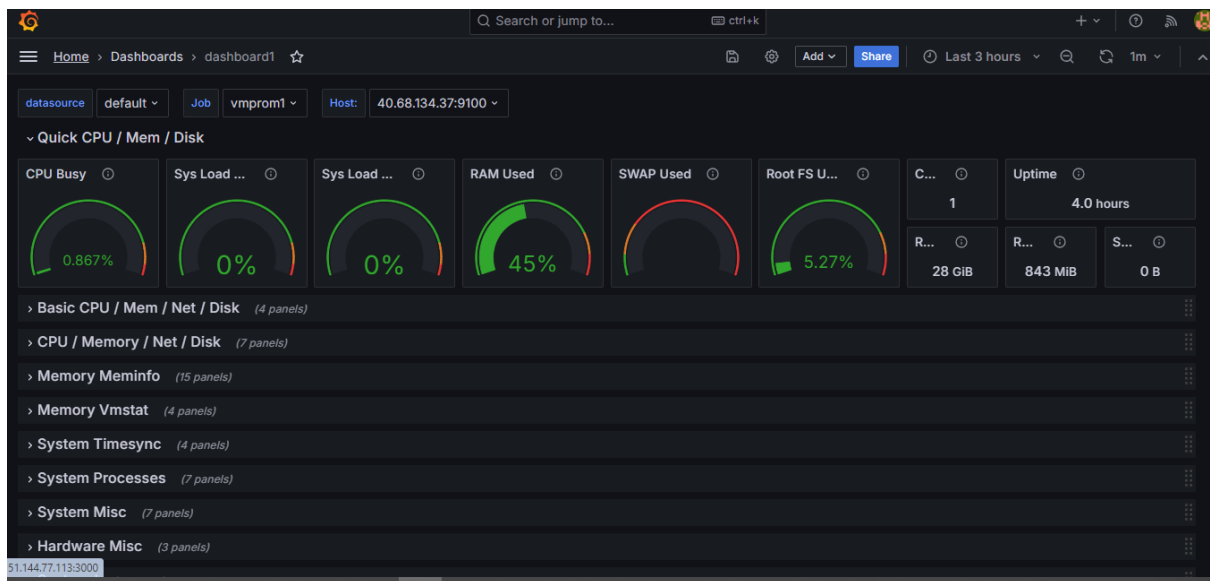 Search or jump to... ctrl+k
Home › Dashboards › dashboard1 Add Share Last 3 hours 1m
datasource default Job vmprom1 Host: 40.68.134.37:9100
Quick CPU / Mem / Disk
CPU Busy
0.867%
Sys Load ...
0%
Sys Load ...
0%
RAM Used
45%
SWAP Used
Root FS U...
5.27%
C...
1
Uptime
4.0 hours
R...
28 GiB
R...
843 MiB
S...
0 B
Basic CPU / Mem / Net / Disk (4 panels)
CPU / Memory / Net / Disk (7 panels)
Memory Meminfo (15 panels)
Memory Vmstat (4 panels)
System Timesync (4 panels)
System Processes (7 panels)
System Misc (7 panels)
Hardware Misc (3 panels)
51.144.77.113:3000